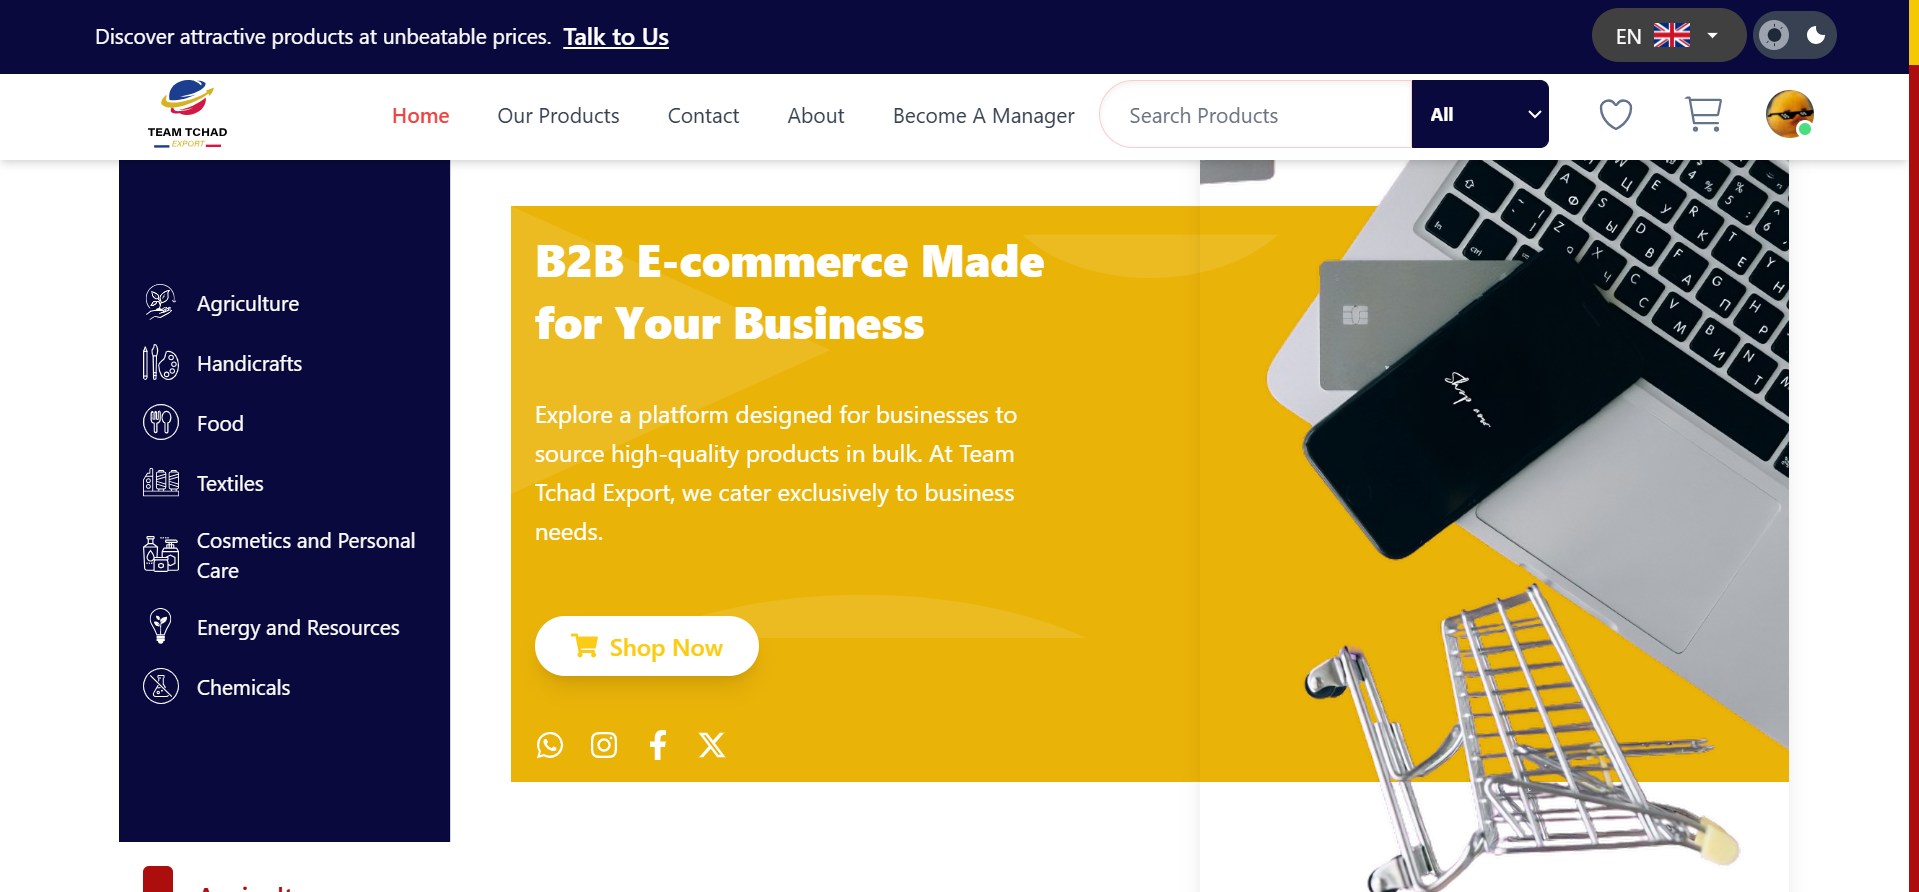 Discover attractive products at unbeatable prices. Talk to Us
EN
TEAM TCHAD
EXPORT
Home
Our Products
Contact
About
Become A Manager
Search Products
All
Agriculture
Handicrafts
Food
Textiles
Cosmetics and Personal
Care
Energy and Resources
Chemicals
B2B E-commerce Made
for Your Business
Explore a platform designed for businesses to
source high-quality products in bulk. At Team
Tchad Export, we cater exclusively to business
needs.
Shop Now
Shop now